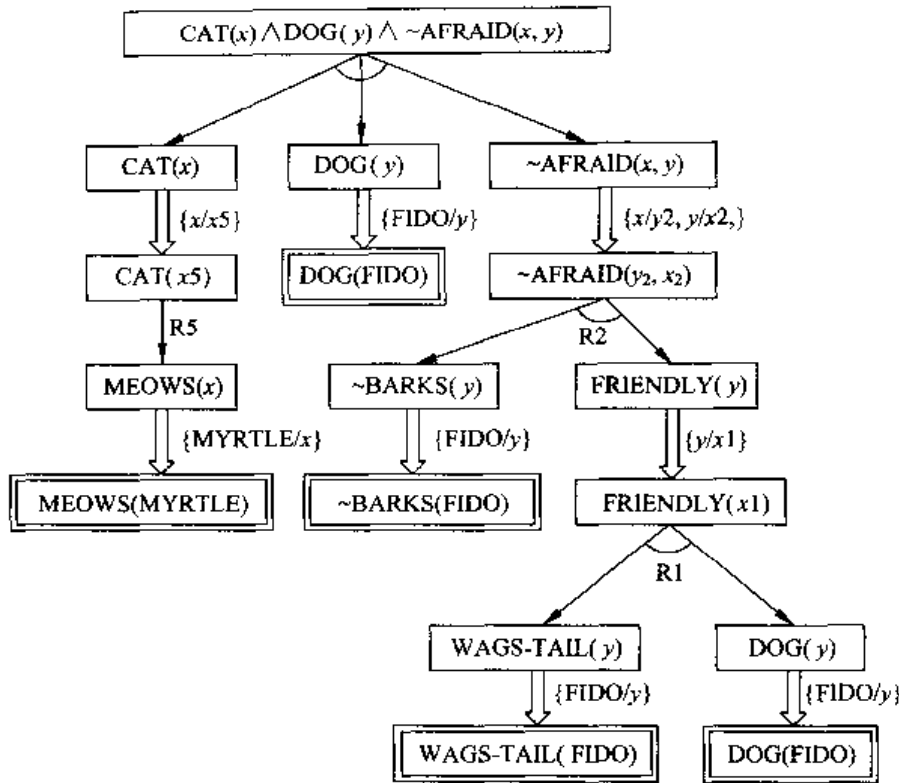 CAT(x) ∧ DOG(y) ∧ ~AFRAID(x, y)
CAT(x)
DOG(y)
~AFRAID(x, y)
{x/x5}
{FIDO/y}
{x/y2, y/x2,}
CAT(x5)
DOG(FIDO)
~AFRAID(y₂, x₂)
R5
R2
MEOWS(x)
~BARKS(y)
FRIENDLY(y)
{MYRTLE/x}
{FIDO/y}
{y/x1}
MEOWS(MYRTLE)
~BARKS(FIDO)
FRIENDLY(x1)
R1
WAGS-TAIL(y)
DOG(y)
{FIDO/y}
{FIDO/y}
WAGS-TAIL(FIDO)
DOG(FIDO)